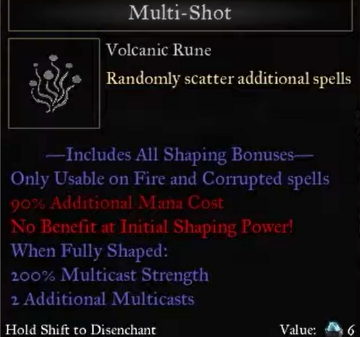 Multi-Shot
Volcanic Rune
Randomly scatter additional spells
—Includes All Shaping Bonuses—
Only Usable on Fire and Corrupted spells
90% Additional Mana Cost
No Benefit at Initial Shaping Power!
When Fully Shaped:
200% Multicast Strength
2 Additional Multicasts
Hold Shift to Disenchant Value: 6